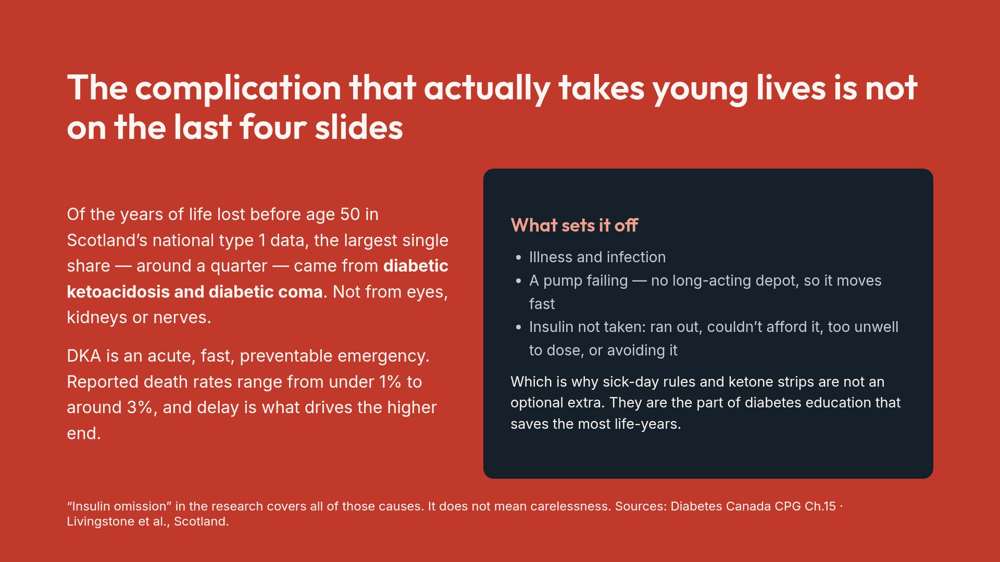 The complication that actually takes young lives is not
on the last four slides
Of the years of life lost before age 50 in
Scotland’s national type 1 data, the largest single
share — around a quarter — came from diabetic
ketoacidosis and diabetic coma. Not from eyes,
kidneys or nerves.
DKA is an acute, fast, preventable emergency.
Reported death rates range from under 1% to
around 3%, and delay is what drives the higher
end.
What sets it off
• Illness and infection
• A pump failing — no long-acting depot, so it moves
fast
• Insulin not taken: ran out, couldn’t afford it, too unwell
to dose, or avoiding it
Which is why sick-day rules and ketone strips are not an
optional extra. They are the part of diabetes education that
saves the most life-years.
“Insulin omission” in the research covers all of those causes. It does not mean carelessness. Sources: Diabetes Canada CPG Ch.15 ·
Livingstone et al., Scotland.